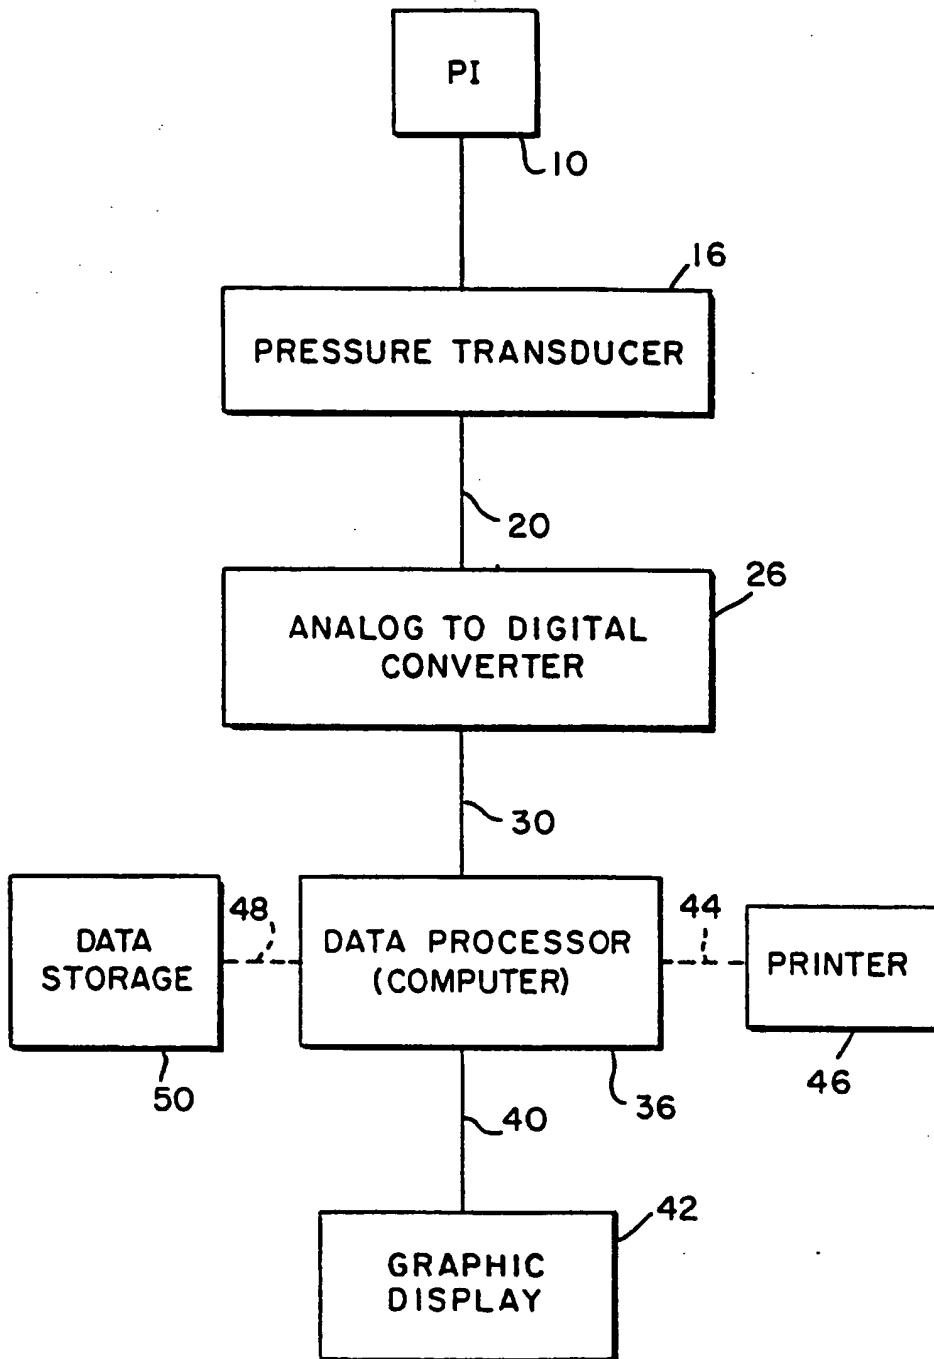 PI
10
16
PRESSURE TRANSDUCER
20
26
ANALOG TO DIGITAL
CONVERTER
30
48
44
DATA
STORAGE
DATA PROCESSOR
(COMPUTER)
PRINTER
50
36
46
40
42
GRAPHIC
DISPLAY